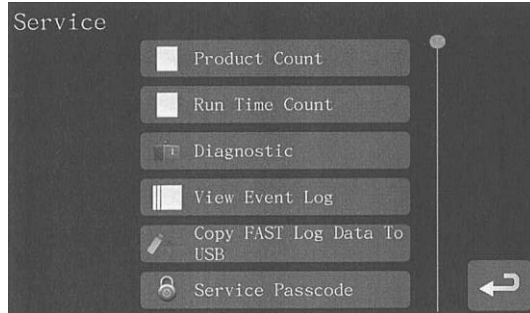 Service
Product Count
Run Time Count
Diagnostic
View Event Log
Copy FAST Log Data To
USB
Service Passcode